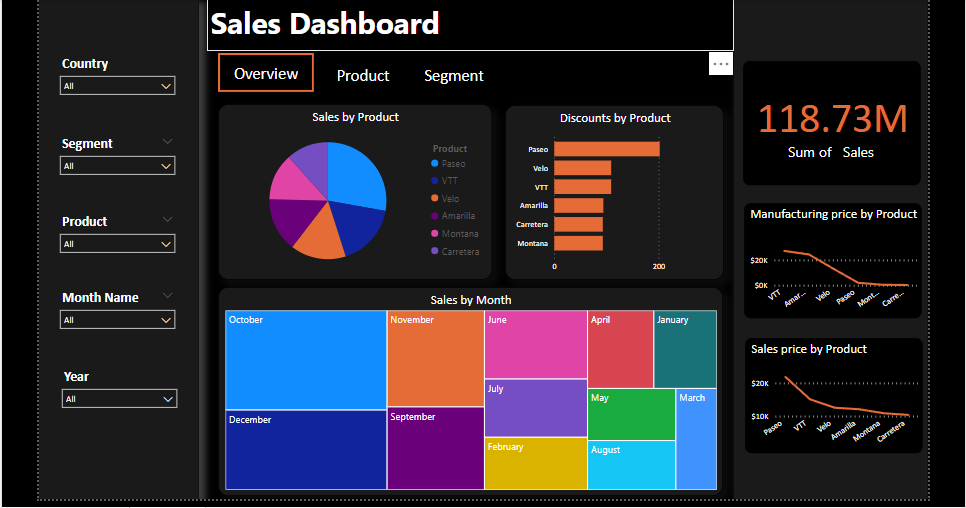 Sales Dashboard
Overview
Product
Segment
...
Country
All
Segment
All
Product
All
Month Name
All
Year
All
Sales by Product
Product
Paseo
VTT
Velo
Amarilla
Montana
Carretera
Discounts by Product
Paseo
Velo
VTT
Amarilla
Carretera
Montana
0 200
Sales by Month
October
December
November
September
June
July
February
April
January
May
August
March
118.73M
Sum of Sales
Manufacturing price by Product
$20K
$0K
VTT
Amar...
Velo
Paseo
Mont...
Carre...
Sales price by Product
$20K
$10K
Paseo
VTT
Velo
Amarilla
Montana
Carretera